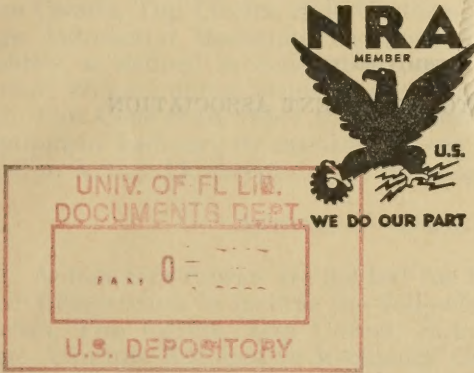 NRA
MEMBER
U.S.
WE DO OUR PART
UNIV. OF FL LIB.
DOCUMENTS DEPT.
U.S. DEPOSITORY